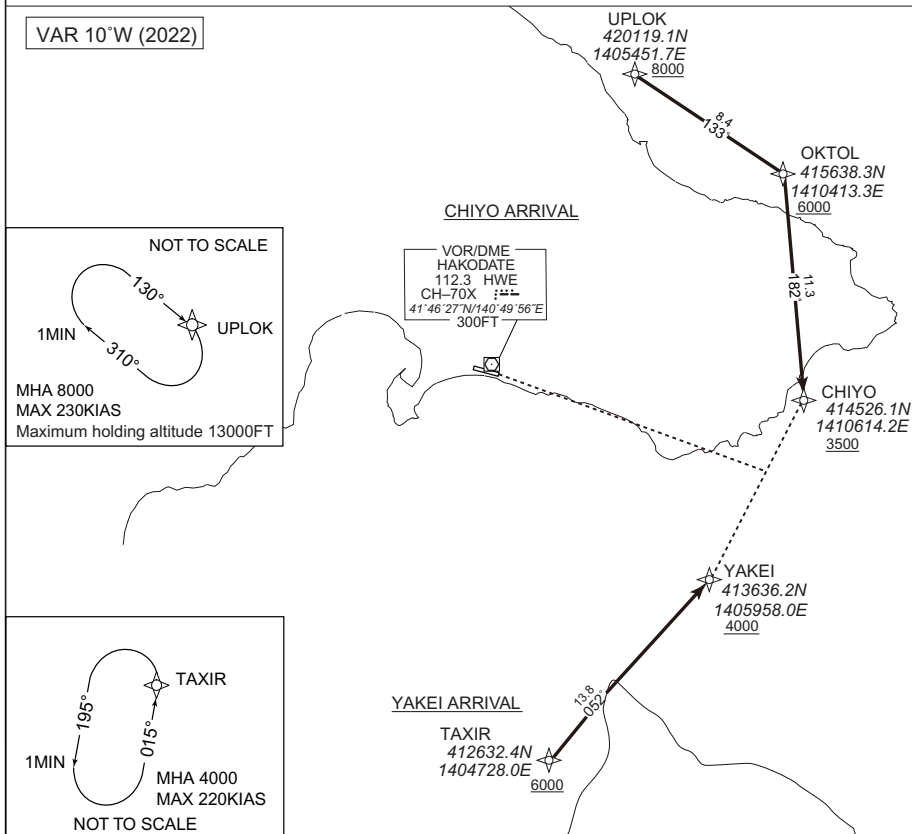 VAR 10˚W (2022)
UPLOK
420119.1N
1405451.7E
8000
8.4
133˚
OKTOL
415638.3N
1410413.3E
6000
CHIYO ARRIVAL
VOR/DME
HAKODATE
112.3 HWE
CH–70X
41˚46´27˝N/140˚49´56˝E
300FT
11.3
182˚
CHIYO
414526.1N
1410614.2E
3500
NOT TO SCALE
130°
UPLOK
1MIN
310°
MHA 8000
MAX 230KIAS
Maximum holding altitude 13000FT
YAKEI
413636.2N
1405958.0E
4000
13.8
052˚
YAKEI ARRIVAL
TAXIR
412632.4N
1404728.0E
6000
TAXIR
195°
015°
1MIN
MHA 4000
MAX 220KIAS
NOT TO SCALE